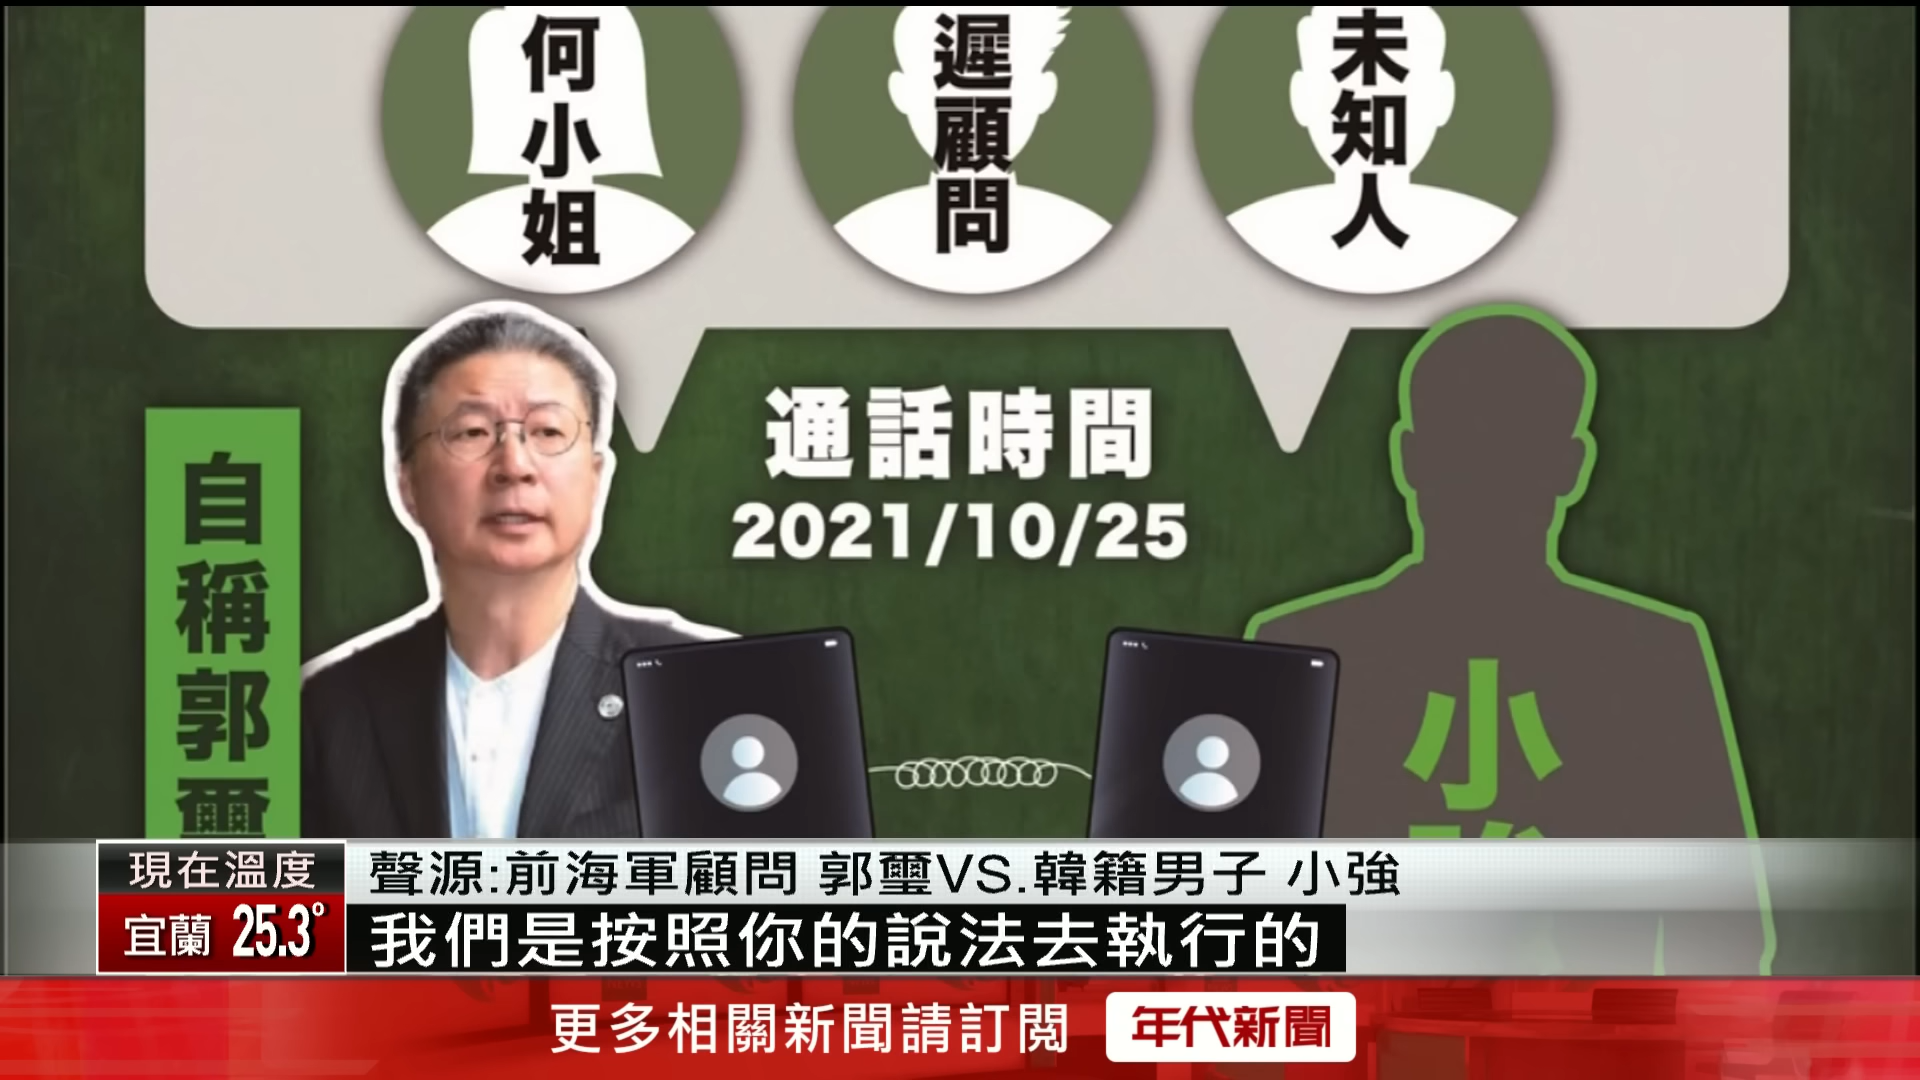 何小姐
遲顧問
未知人
通話時間
2021/10/25
自稱郭璽
小強
現在溫度
宜蘭 25.3°
聲源:前海軍顧問 郭璽VS.韓籍男子 小強
我們是按照你的說法去執行的
更多相關新聞請訂閱 年代新聞